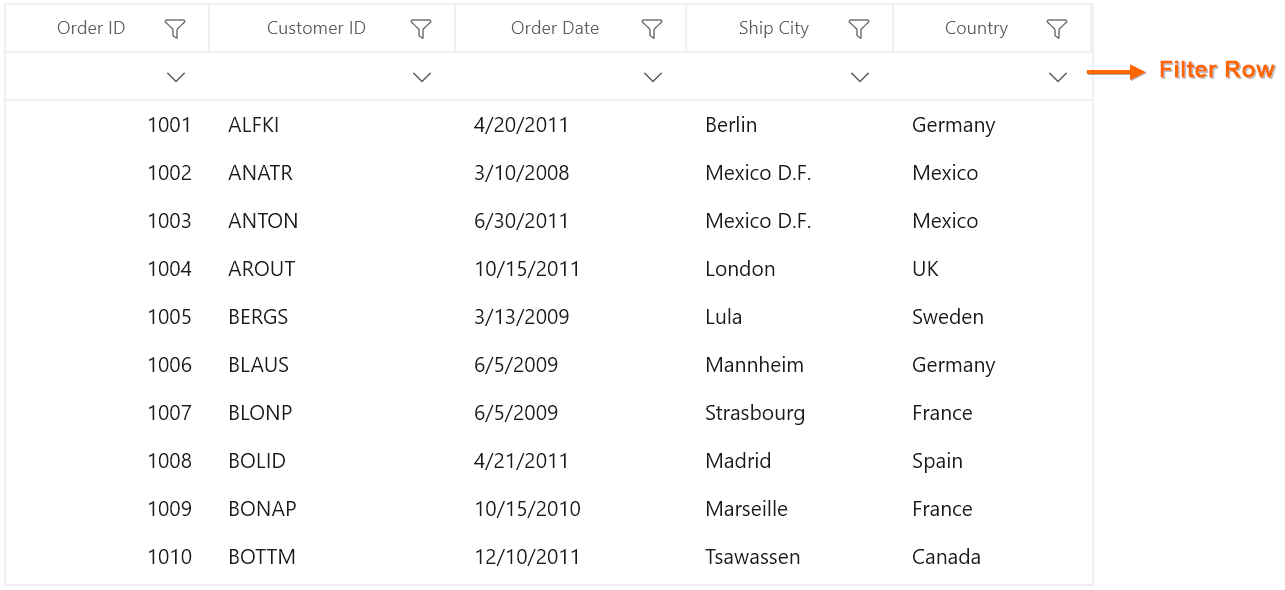 Order ID Customer ID Order Date Ship City Country
Filter Row
1001 ALFKI 4/20/2011 Berlin Germany
1002 ANATR 3/10/2008 Mexico D.F. Mexico
1003 ANTON 6/30/2011 Mexico D.F. Mexico
1004 AROUT 10/15/2011 London UK
1005 BERGS 3/13/2009 Lula Sweden
1006 BLAUS 6/5/2009 Mannheim Germany
1007 BLONP 6/5/2009 Strasbourg France
1008 BOLID 4/21/2011 Madrid Spain
1009 BONAP 10/15/2010 Marseille France
1010 BOTTM 12/10/2011 Tsawassen Canada